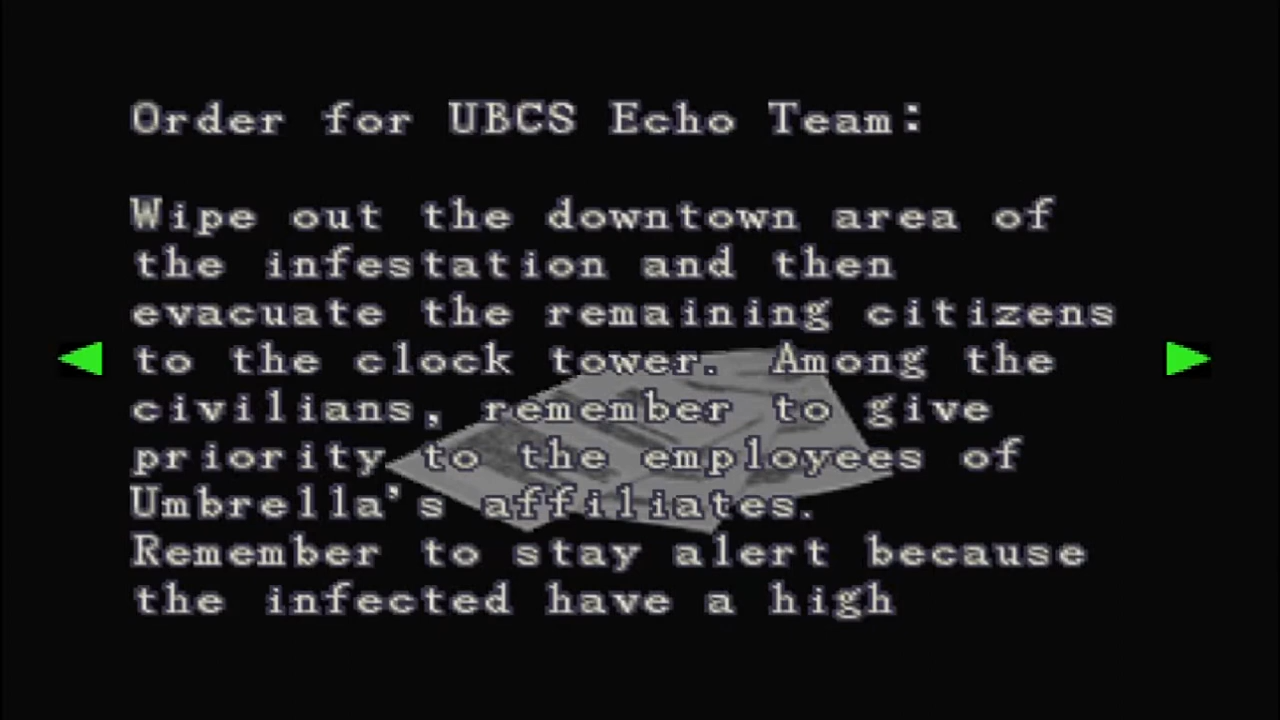 Order for UBCS Echo Team:
Wipe out the downtown area of
the infestation and then
evacuate the remaining citizens
to the clock tower. Among the
civilians, remember to give
priority to the employees of
Umbrella's affiliates.
Remember to stay alert because
the infected have a high